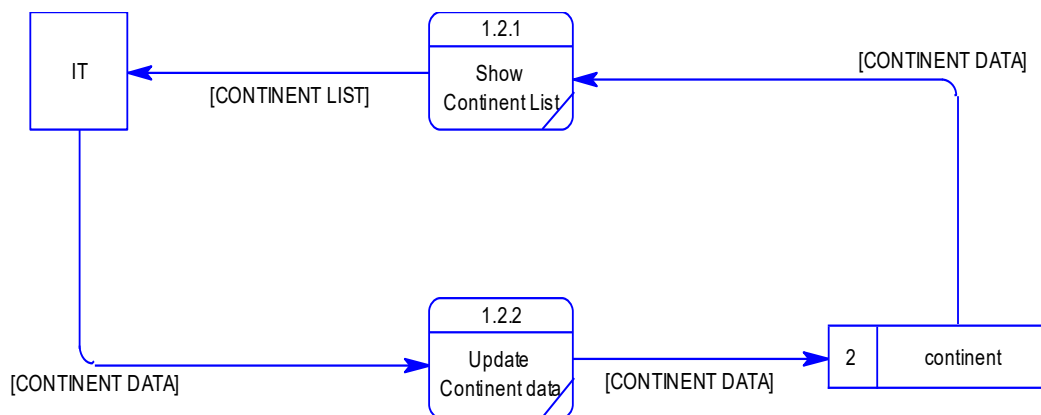 1.2.1
IT
Show
Continent List
[CONTINENT DATA]
[CONTINENT LIST]
1.2.2
Update
Continent data
2
continent
[CONTINENT DATA]
[CONTINENT DATA]